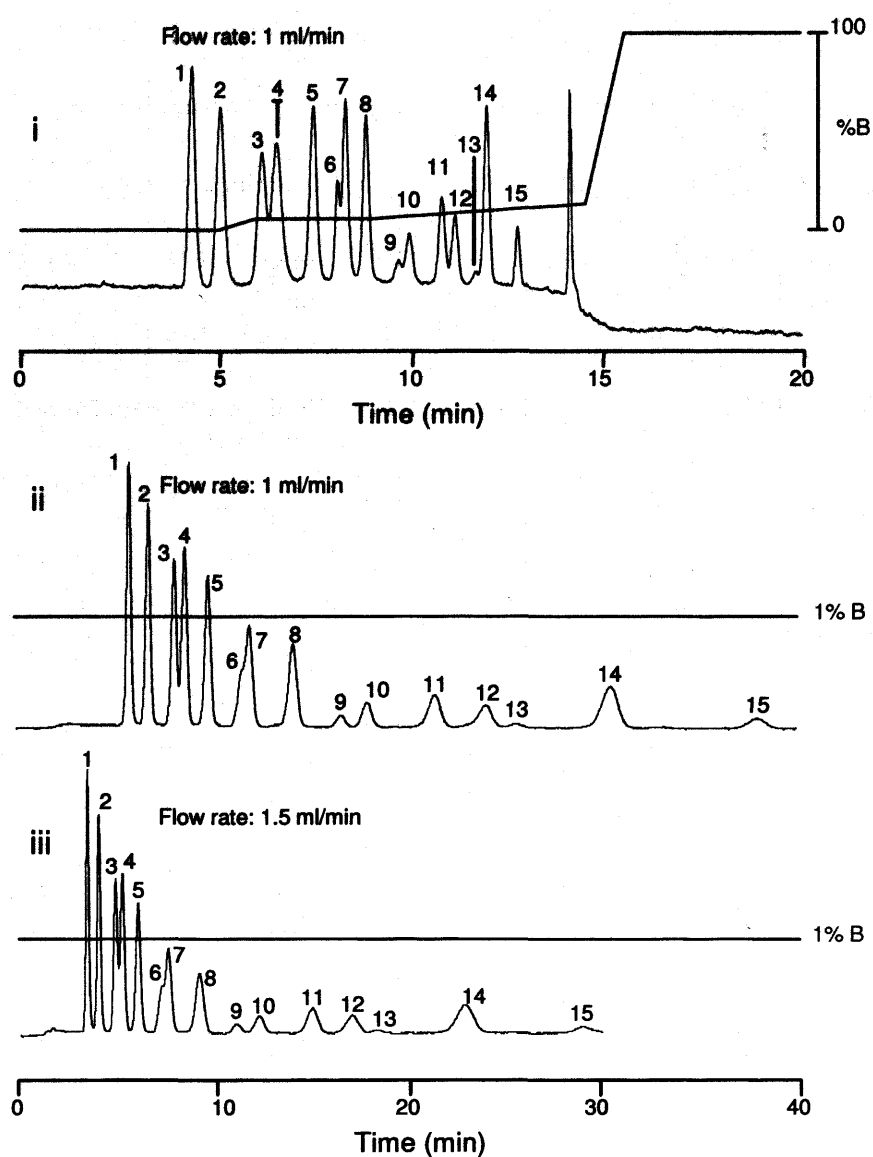 Flow rate: 1 ml/min
100
1 2 3 4 5 6 7 8 9 10 11 12 13 14 15
i
%B
0
0 5 10 15 20
Time (min)
ii
Flow rate: 1 ml/min
1 2 3 4 5 6 7 8 9 10 11 12 13 14 15
1% B
iii
Flow rate: 1.5 ml/min
1 2 3 4 5 6 7 8 9 10 11 12 13 14 15
1% B
0 10 20 30 40
Time (min)